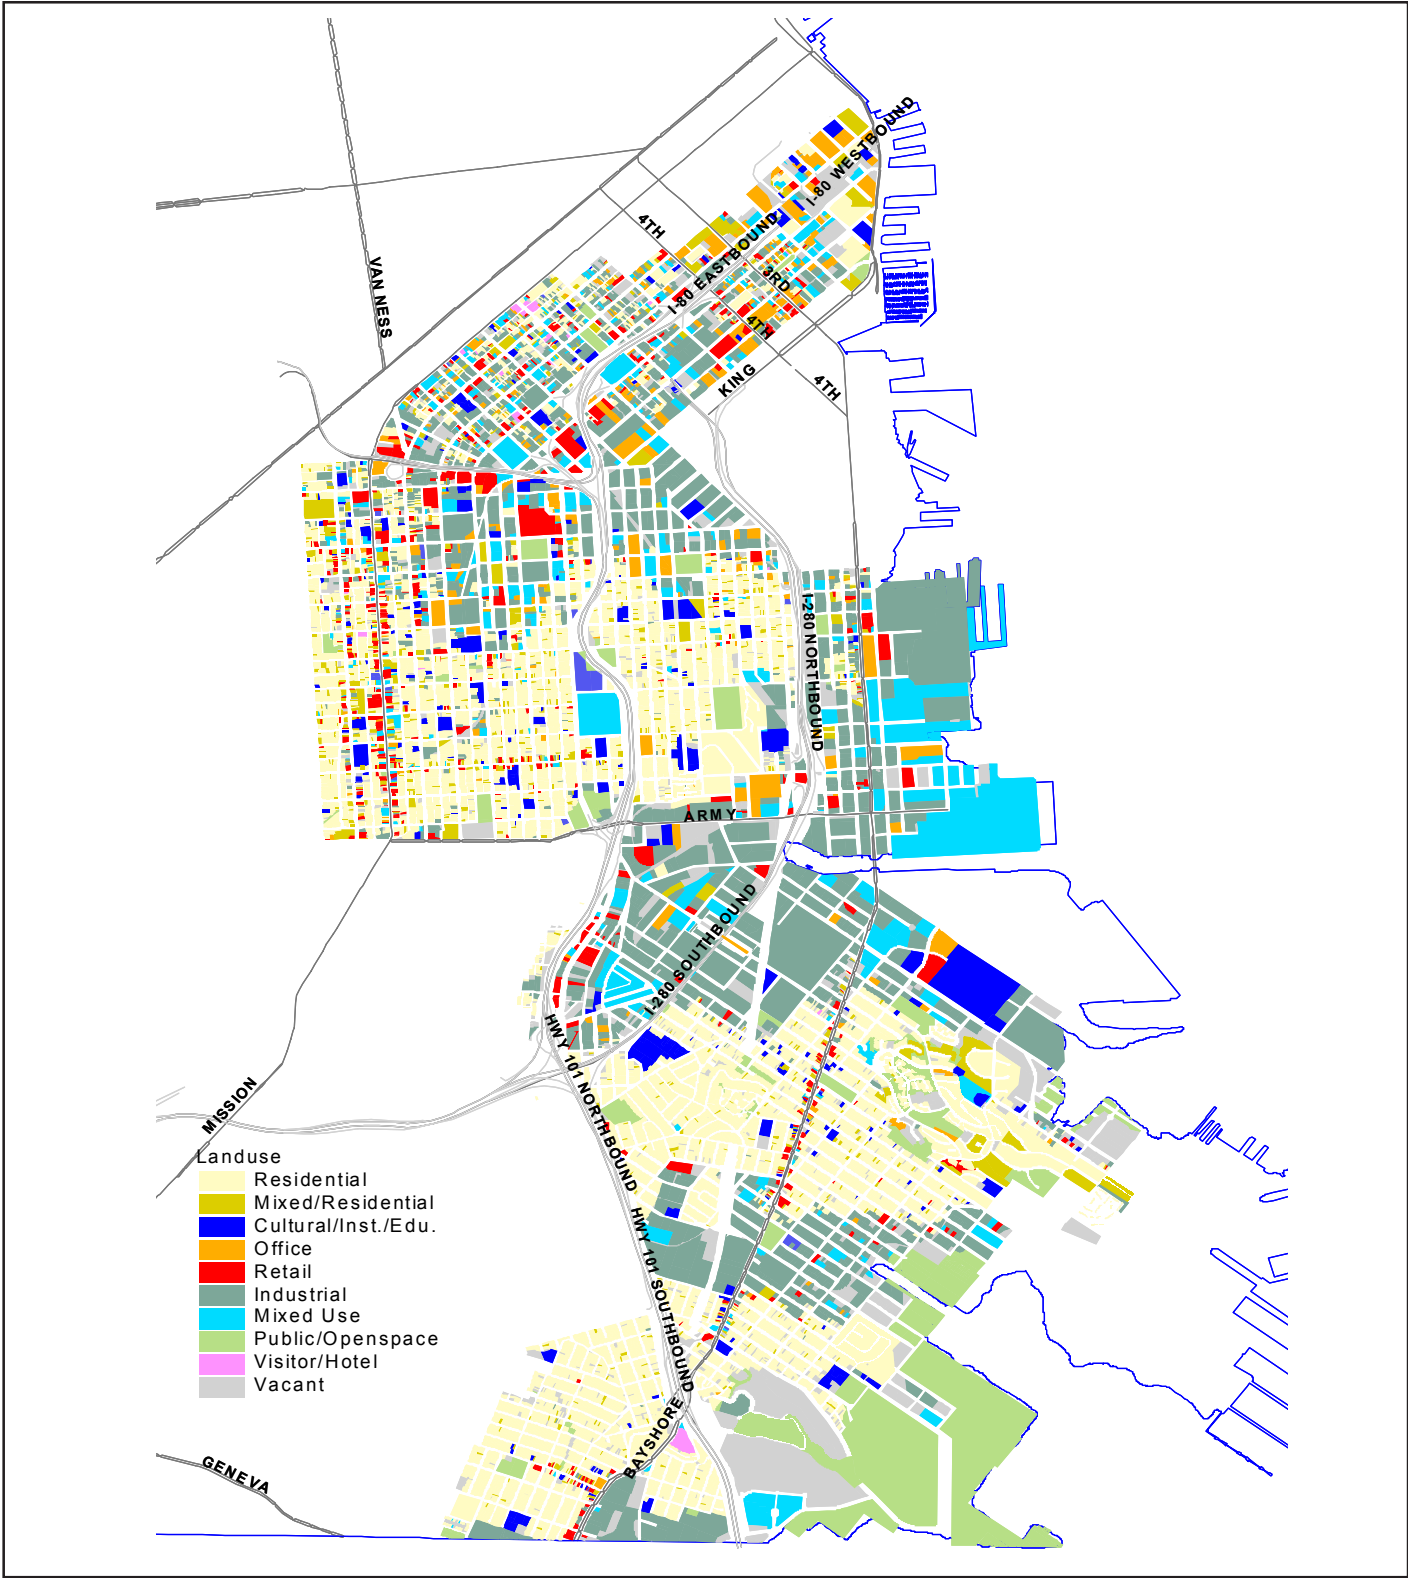 I-80 WESTBOUND
4TH
VAN NESS
I-80 EASTBOUND
3RD
4TH
KING
4TH
I-280 NORTHBOUND
ARMY
I-280 SOUTHBOUND
HWY 101 NORTHBOUND
MISSION
HWY 101 SOUTHBOUND
BAYSHORE
GENEVA
Landuse
Residential
Mixed/Residential
Cultural/Inst./Edu.
Office
Retail
Industrial
Mixed Use
Public/Openspace
Visitor/Hotel
Vacant